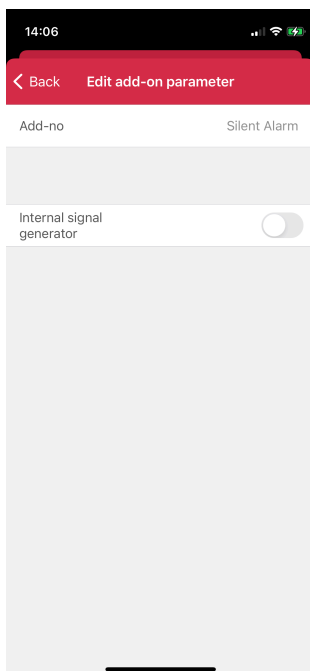 14:06
Back
Edit add-on parameter
Add-no
Silent Alarm
Internal signal
generator